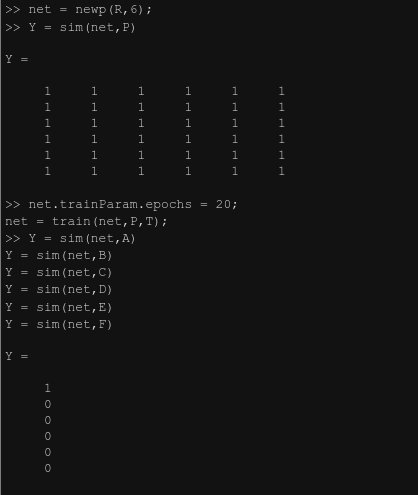 >> net = newp(R,6);
>> Y = sim(net,P)
Y =
1 1 1 1 1 1
1 1 1 1 1 1
1 1 1 1 1 1
1 1 1 1 1 1
1 1 1 1 1 1
1 1 1 1 1 1
>> net.trainParam.epochs = 20;
net = train(net,P,T);
>> Y = sim(net,A)
Y = sim(net,B)
Y = sim(net,C)
Y = sim(net,D)
Y = sim(net,E)
Y = sim(net,F)
Y =
1
0
0
0
0
0